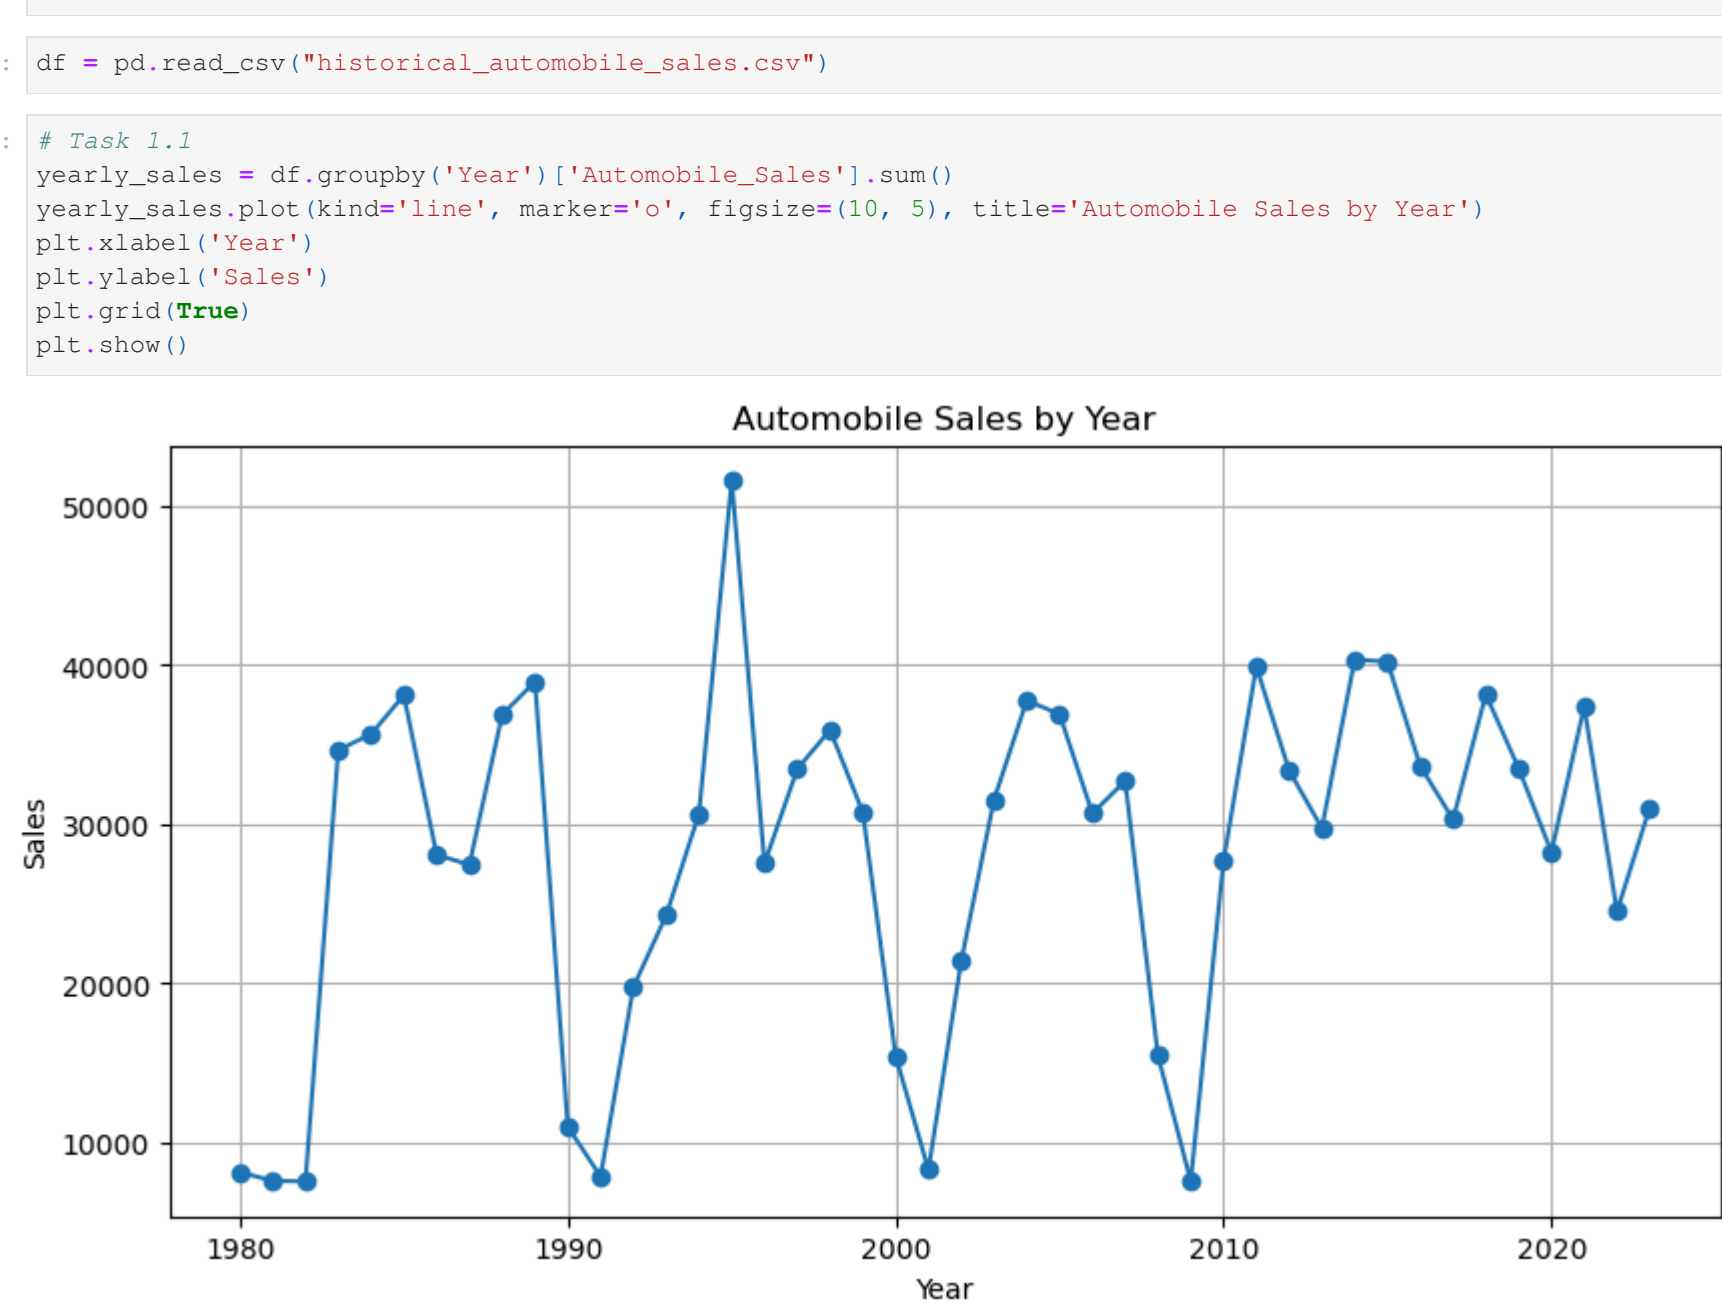 : df = pd.read_csv("historical_automobile_sales.csv")
: # Task 1.1
yearly_sales = df.groupby('Year')['Automobile_Sales'].sum()
yearly_sales.plot(kind='line', marker='o', figsize=(10, 5), title='Automobile Sales by Year')
plt.xlabel('Year')
plt.ylabel('Sales')
plt.grid(True)
plt.show()
Automobile Sales by Year
50000
40000
30000
20000
10000
Sales
1980 1990 2000 2010 2020
Year